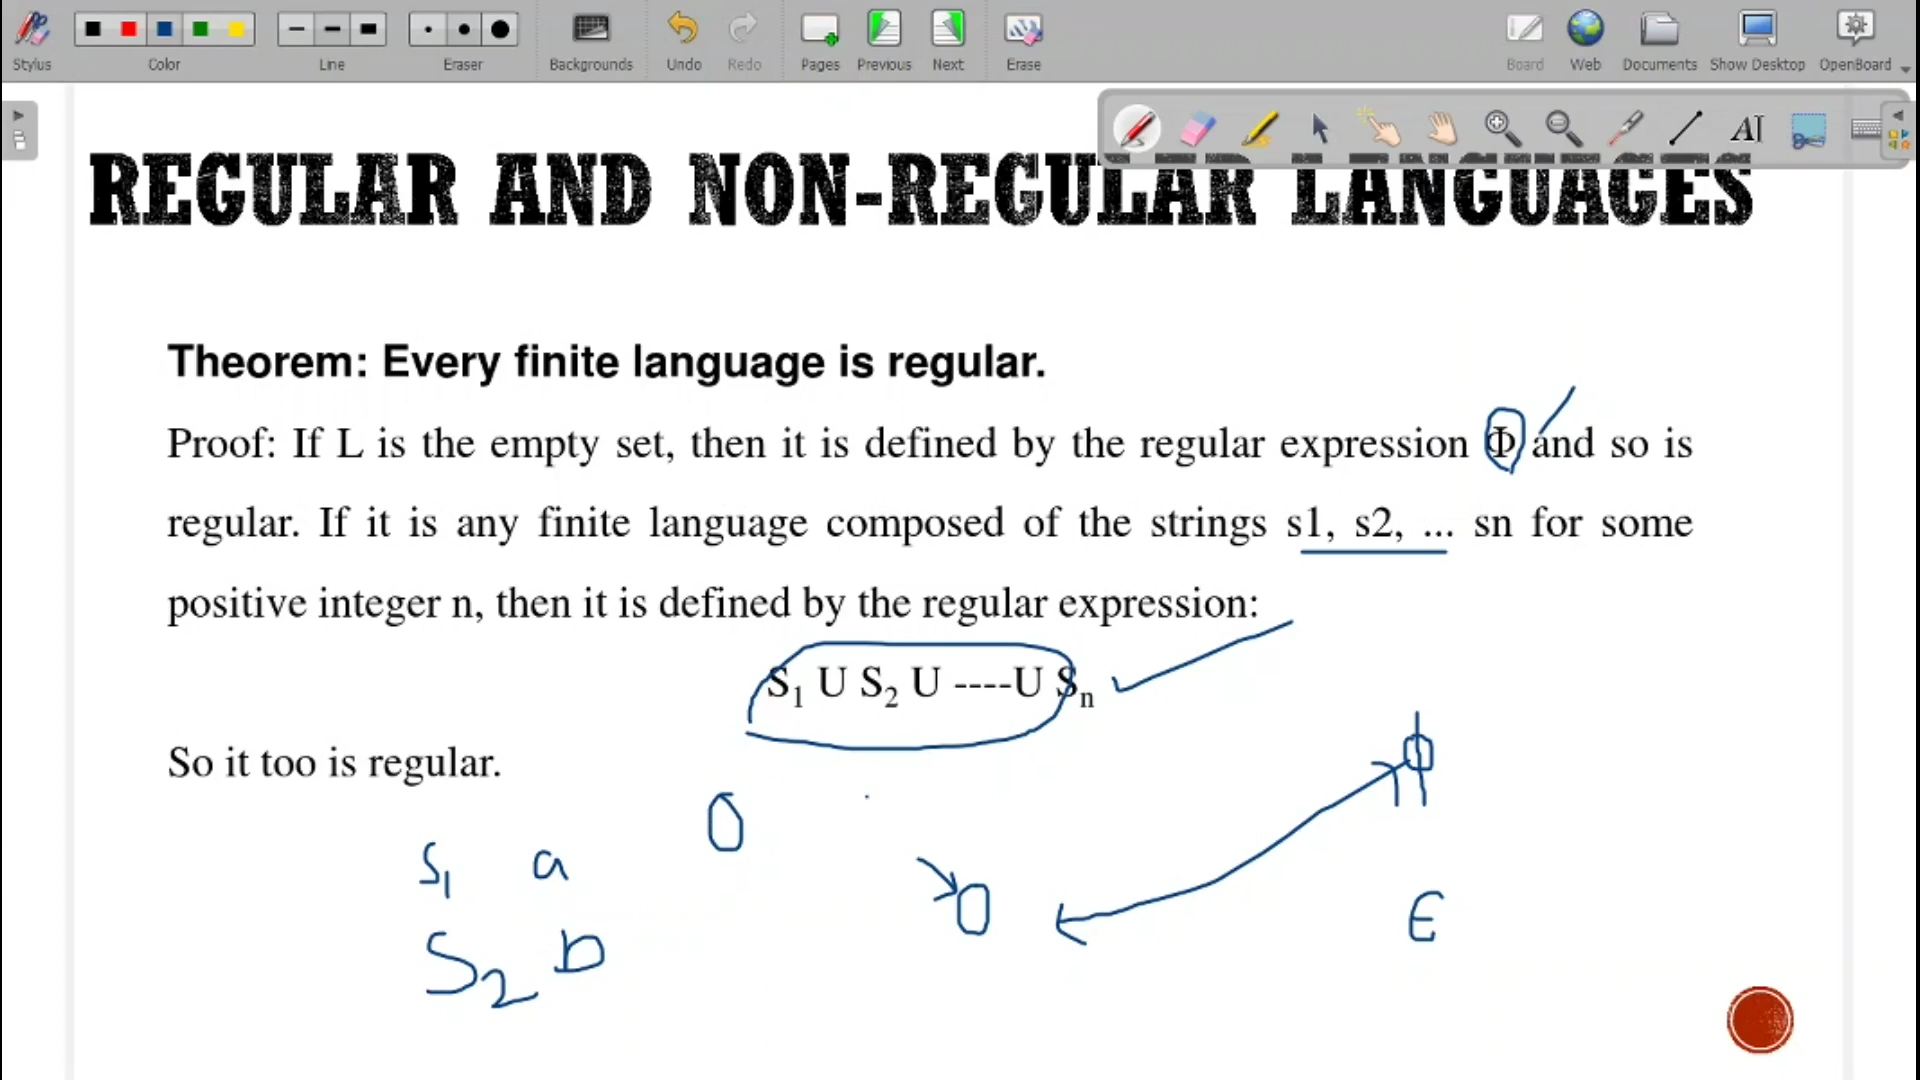 Stylus Color Line Eraser Backgrounds Undo Redo Pages Previous Next Erase Board Web Documents Show Desktop OpenBoard
REGULAR AND NON-REGULAR LANGUAGES
Theorem: Every finite language is regular.
Proof: If L is the empty set, then it is defined by the regular expression Φ and so is
regular. If it is any finite language composed of the strings s1, s2, ... sn for some
positive integer n, then it is defined by the regular expression:
S₁ U S₂ U ----U Sₙ
So it too is regular.
S₁ a
S₂ b
0
0
ϕ
E